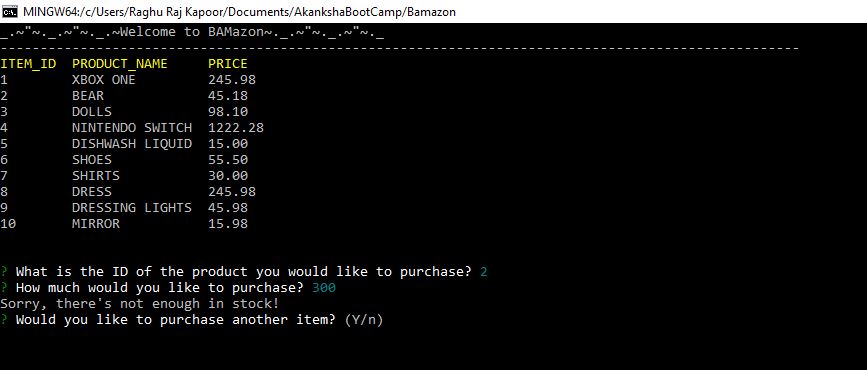 MINGW64:/c/Users/Raghu Raj Kapoor/Documents/AkankshaBootCamp/Bamazon
_.~"~._.~"~._.~Welcome to BAMazon~._.~"~._.~"~._
----------------------------------------------------------------------------------------------------
ITEM_ID  PRODUCT_NAME     PRICE
1        XBOX ONE         245.98
2        BEAR             45.18
3        DOLLS            98.10
4        NINTENDO SWITCH  1222.28
5        DISHWASH LIQUID  15.00
6        SHOES            55.50
7        SHIRTS           30.00
8        DRESS            245.98
9        DRESSING LIGHTS  45.98
10       MIRROR           15.98
? What is the ID of the product you would like to purchase? 2
? How much would you like to purchase? 300
Sorry, there's not enough in stock!
? Would you like to purchase another item? (Y/n)